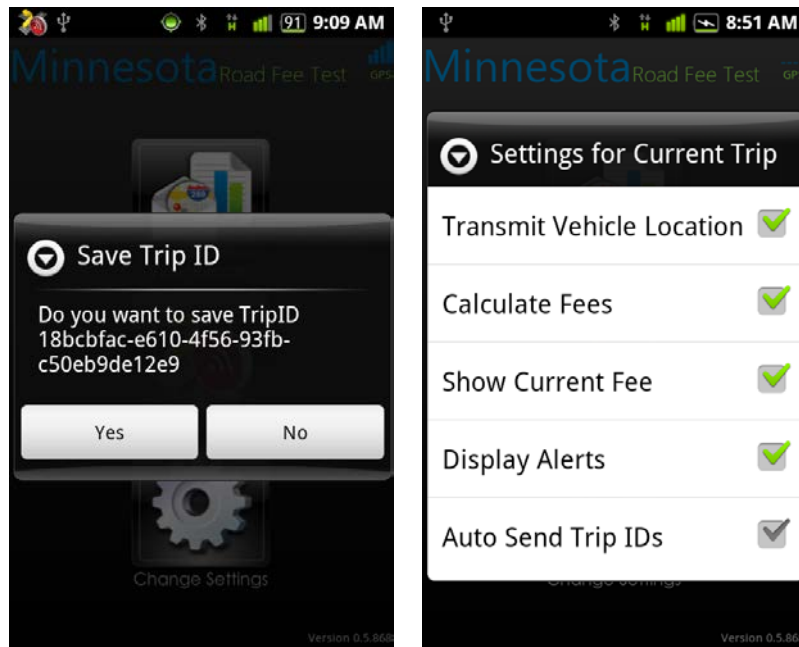 91 9:09 AM
Minnesota Road Fee Test
GPS
Save Trip ID
Do you want to save TripID
18bcbfac-e610-4f56-93fb-
c50eb9de12e9
Yes No
Change Settings
Version 0.5.868
8:51 AM
Minnesota Road Fee Test
GP
Settings for Current Trip
Transmit Vehicle Location
Calculate Fees
Show Current Fee
Display Alerts
Auto Send Trip IDs
Change Settings
Version 0.5.86